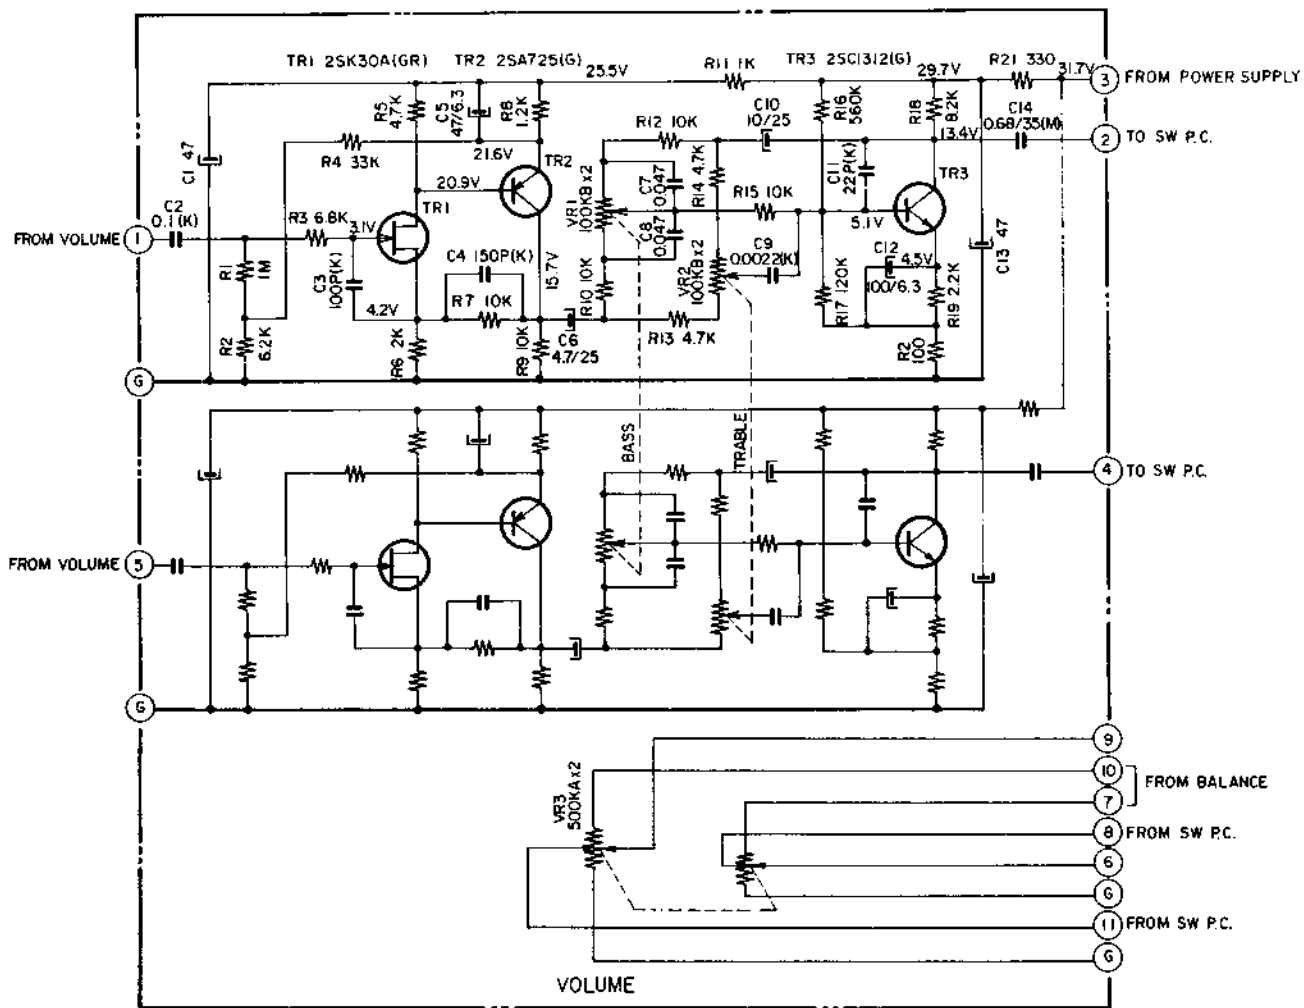 TR1 2SK30A(GR)
TR2 2SA725(G)
25.5V
R11 1K
TR3 2SC1312(G)
29.7V
R21 330
31.7V
3
FROM POWER SUPPLY
R5
4.7K
C5
47/6.3
R8
1.2K
C10
10/25
R16
560K
R18
8.2K
C14
0.68/35(M)
2
TO SW P.C.
R12 10K
13.4V
R4 33K
21.6V
TR2
C1 47
C7
0.047
R14 4.7K
C11
22P(K)
TR3
20.9V
VR1
100KB x2
R15 10K
C2
0.1(K)
R3 6.8K
3.1V
TR1
5.1V
FROM VOLUME
1
C8
0.047
C4 150P(K)
15.7V
VR2
100KB x2
C9
0.0022(K)
C12
100/6.3
4.5V
C13 47
R1
1M
C3
100P(K)
R7 10K
R10 10K
R17 120K
R19 2.2K
4.2V
R2
6.2K
R6 2K
R9 10K
C6
4.7/25
R13 4.7K
R2
100
G
BASS
TRABLE
4
TO SW P.C.
FROM VOLUME
5
G
9
10
FROM BALANCE
7
VR3
500KA x2
8
FROM SW P.C.
6
G
11
FROM SW P.C.
G
VOLUME